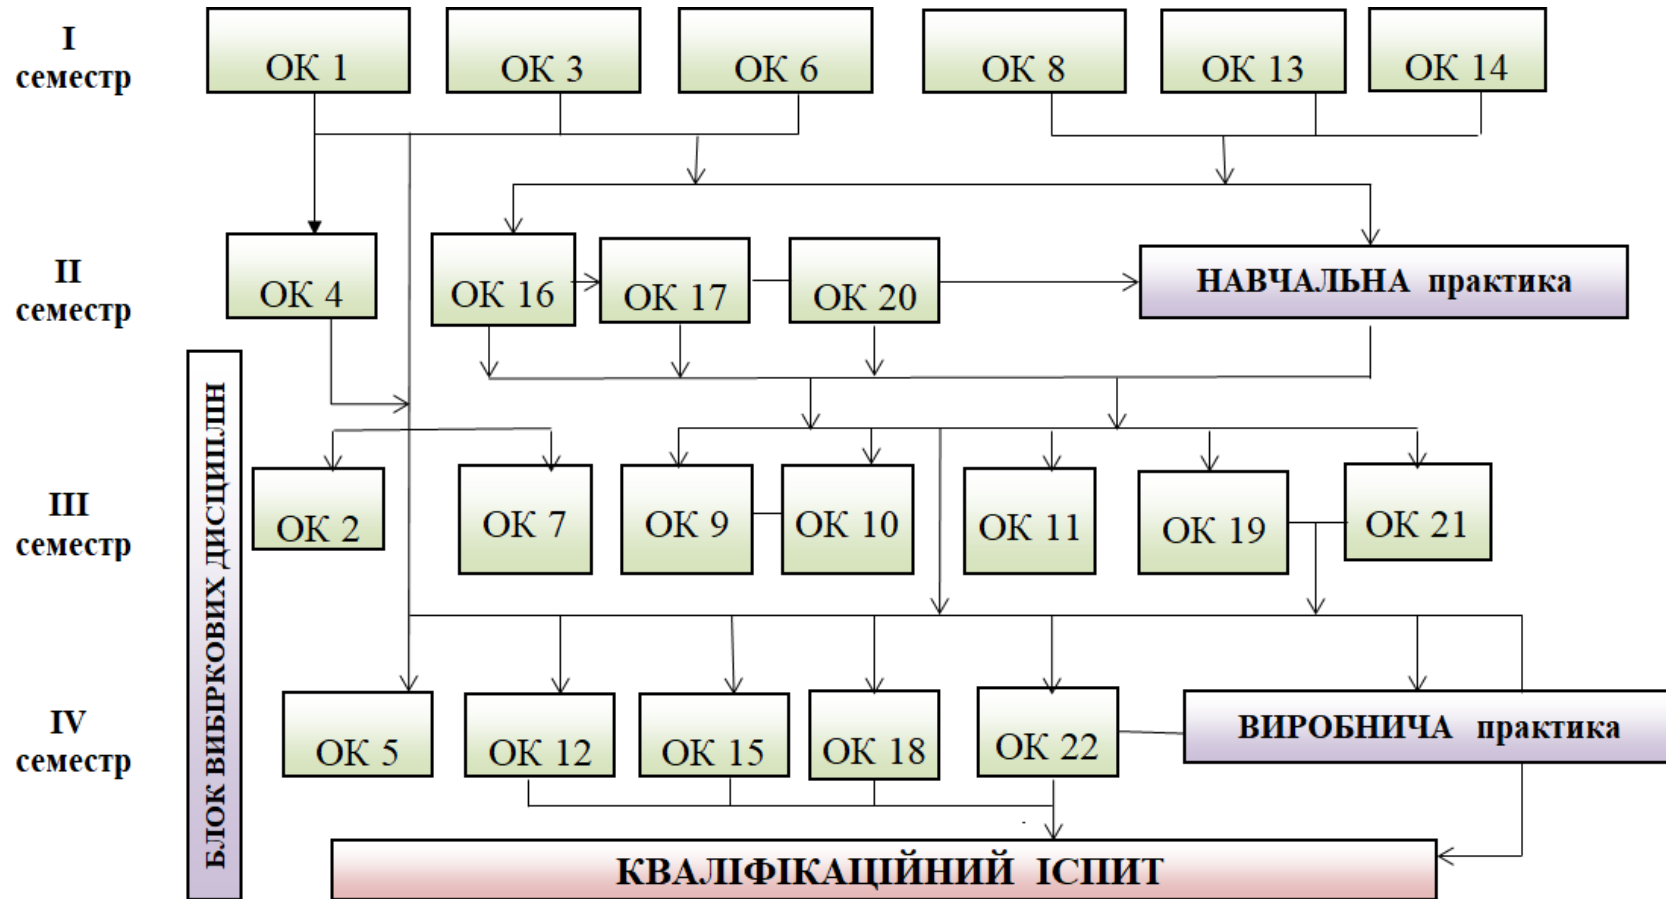 I
семестр
ОК 1
ОК 3
ОК 6
ОК 8
ОК 13
ОК 14
II
семестр
ОК 4
ОК 16
ОК 17
ОК 20
НАВЧАЛЬНА практика
БЛОК ВИБІРКОВИХ ДИСЦИПЛІН
III
семестр
ОК 2
ОК 7
ОК 9
ОК 10
ОК 11
ОК 19
ОК 21
IV
семестр
ОК 5
ОК 12
ОК 15
ОК 18
ОК 22
ВИРОБНИЧА практика
КВАЛІФІКАЦІЙНИЙ ІСПИТ